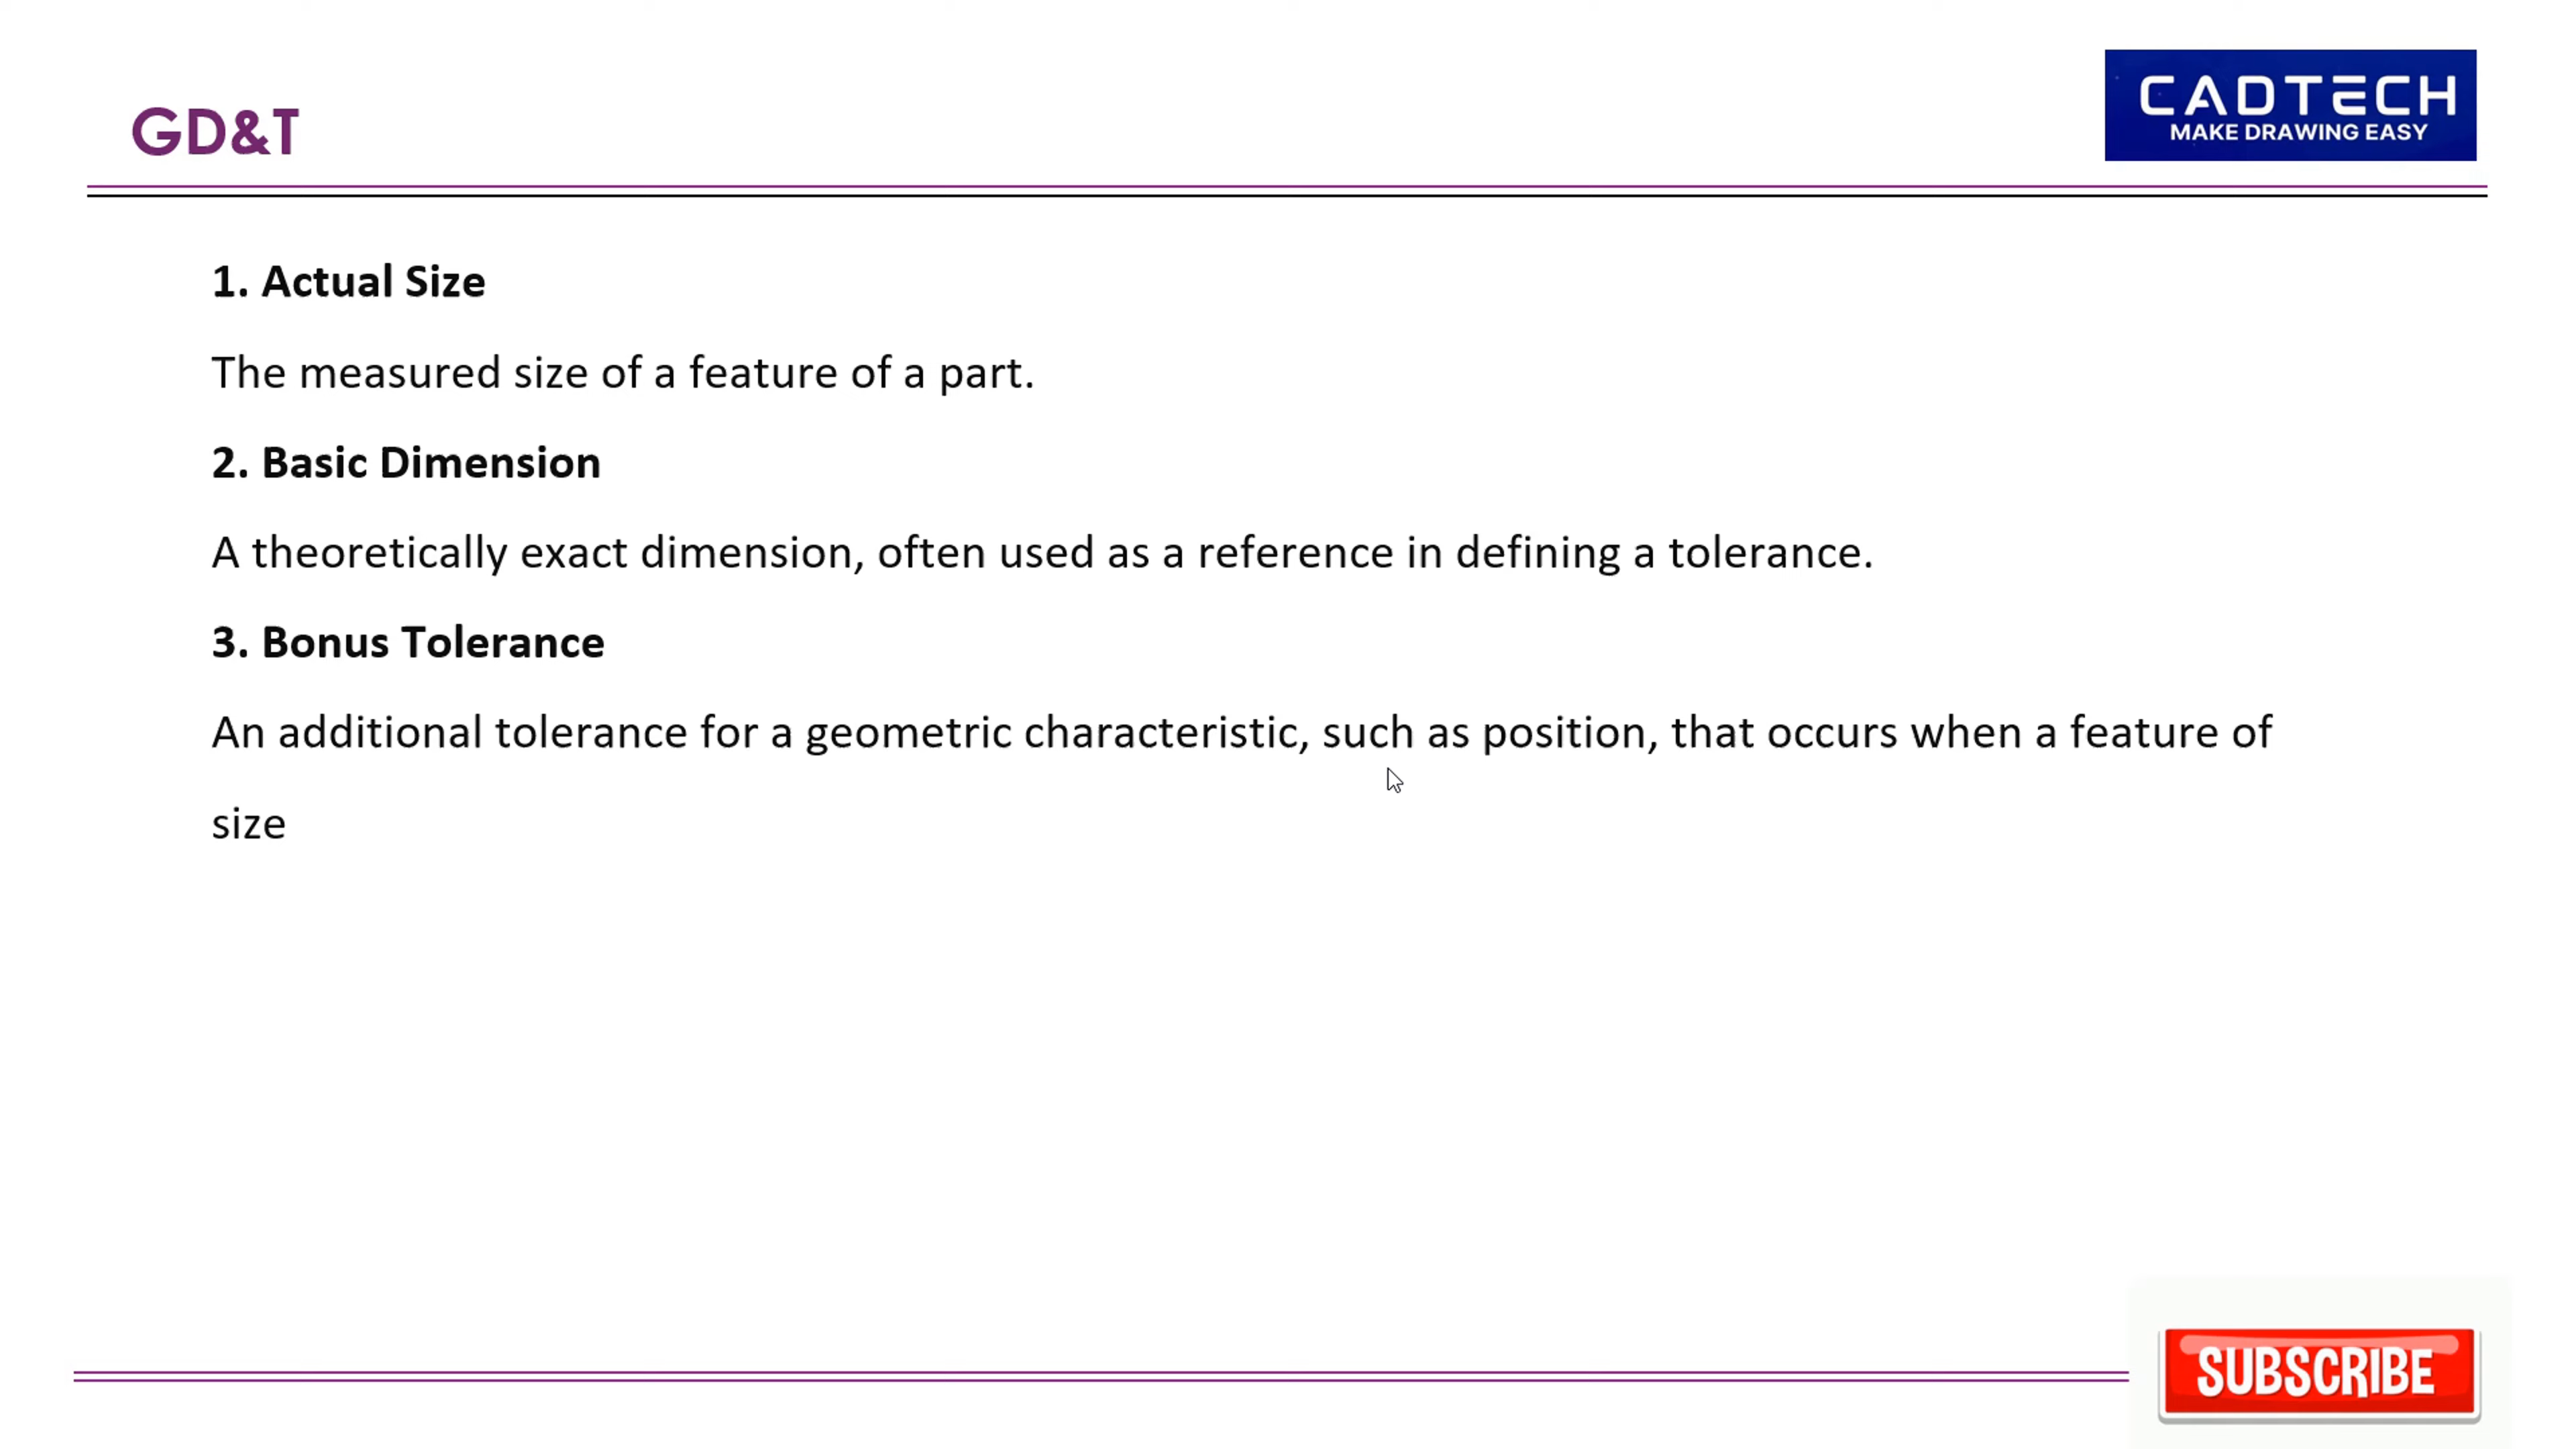 GD&T
CADTECH
MAKE DRAWING EASY
1. Actual Size
The measured size of a feature of a part.
2. Basic Dimension
A theoretically exact dimension, often used as a reference in defining a tolerance.
3. Bonus Tolerance
An additional tolerance for a geometric characteristic, such as position, that occurs when a feature of
size
SUBSCRIBE